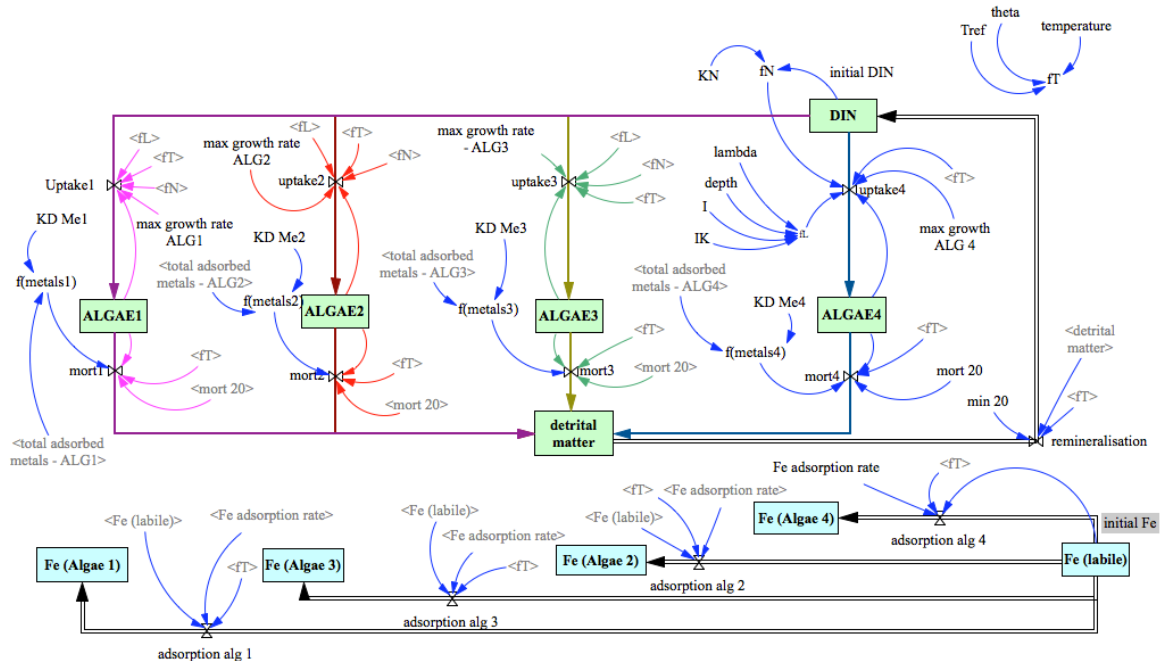 theta
Tref
temperature
fT
KN
fN
initial DIN
DIN
<fL>
<fT>
<fN>
Uptake1
max growth rate
ALG1
max growth rate
ALG2
<fL>
<fT>
<fN>
uptake2
max growth rate
- ALG3
<fL>
<fN>
<fT>
uptake3
lambda
depth
I
IK
fL
<fT>
uptake4
max growth
ALG 4
KD Me1
f(metals1)
KD Me2
<total adsorbed
metals - ALG2>
f(metals2)
KD Me3
<total adsorbed
metals - ALG3>
f(metals3)
<total adsorbed
metals - ALG4>
KD Me4
f(metals4)
ALGAE1
ALGAE2
ALGAE3
ALGAE4
mort1
<fT>
<mort 20>
mort2
<fT>
<mort 20>
mort3
<fT>
<mort 20>
mort4
<fT>
mort 20
<detrital
matter>
min 20
<fT>
remineralisation
<total adsorbed
metals - ALG1>
detrital
matter
Fe adsorption rate
<fT>
Fe (Algae 4)
adsorption alg 4
initial Fe
Fe (labile)
<fT>
<Fe adsorption rate>
<Fe (labile)>
Fe (Algae 2)
adsorption alg 2
<Fe (labile)>
<Fe adsorption rate>
<fT>
Fe (Algae 3)
adsorption alg 3
<Fe (labile)>
<Fe adsorption rate>
<fT>
Fe (Algae 1)
adsorption alg 1